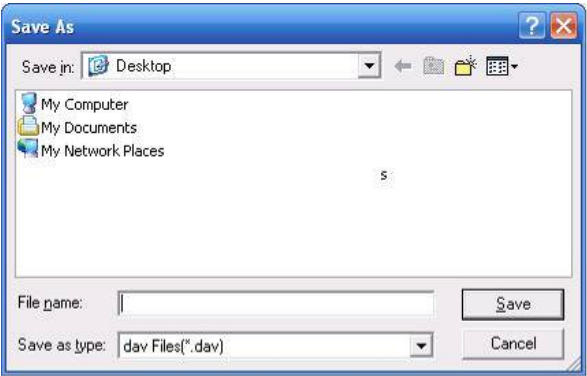 Save As
Save in: Desktop
My Computer
My Documents
My Network Places
s
File name:
Save
Save as type: dav Files(*.dav)
Cancel